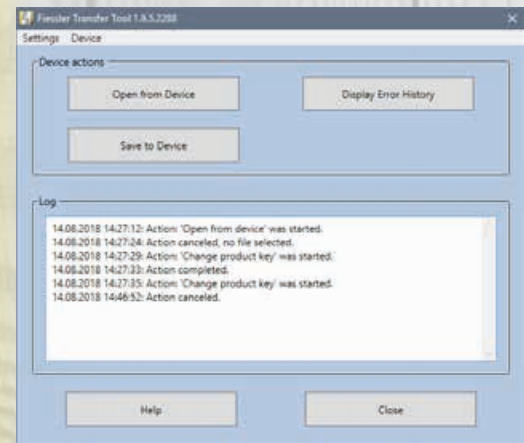 Fiessler Transfer Tool 1.8.5.2288
Settings Device
Device actions
Open from Device
Display Error History
Save to Device
Log
14.08.2018 14:27:12: Action: 'Open from device' was started.
14.08.2018 14:27:24: Action canceled, no file selected.
14.08.2018 14:27:29: Action: 'Change product key' was started.
14.08.2018 14:27:33: Action completed.
14.08.2018 14:27:35: Action: 'Change product key' was started.
14.08.2018 14:46:52: Action canceled.
Help
Close